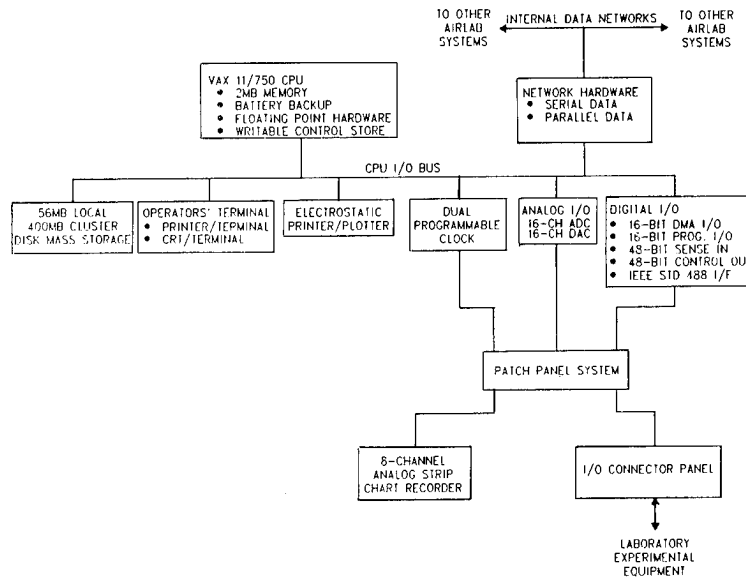 TO OTHER
AIRLAB
SYSTEMS
INTERNAL DATA NETWORKS
TO OTHER
AIRLAB
SYSTEMS
VAX 11/750 CPU
• 2MB MEMORY
• BATTERY BACKUP
• FLOATING POINT HARDWARE
• WRITABLE CONTROL STORE
NETWORK HARDWARE
• SERIAL DATA
• PARALLEL DATA
CPU I/O BUS
56MB LOCAL
400MB CLUSTER
DISK MASS STORAGE
OPERATORS' TERMINAL
• PRINTER/TEPMINAL
• CRT/TERMINAL
ELECTROSTATIC
PRINTER/PLOTTER
DUAL
PROGRAMMABLE
CLOCK
ANALOG I/O
16-CH ADC
16-CH DAC
DIGITAL I/O
• 16-BIT DMA I/O
• 16-BIT PROG. I/O
• 48-BIT SENSE IN
• 48-BIT CONTROL OU
• IEEE STD 488 I/F
PATCH PANEL SYSTEM
8-CHANNEL
ANALOG STRIP
CHART RECORDER
I/O CONNECTOR PANEL
LABORATORY
EXPERIMENTAL
EQUIPMENT